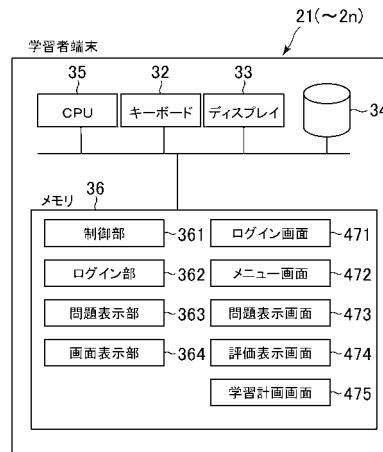 21(～2n)
学習者端末
35 32 33
CPU キーボード ディスプレイ 34
メモリ 36
制御部 361 ログイン画面 471
ログイン部 362 メニュー画面 472
問題表示部 363 問題表示画面 473
画面表示部 364 評価表示画面 474
学習計画画面 475